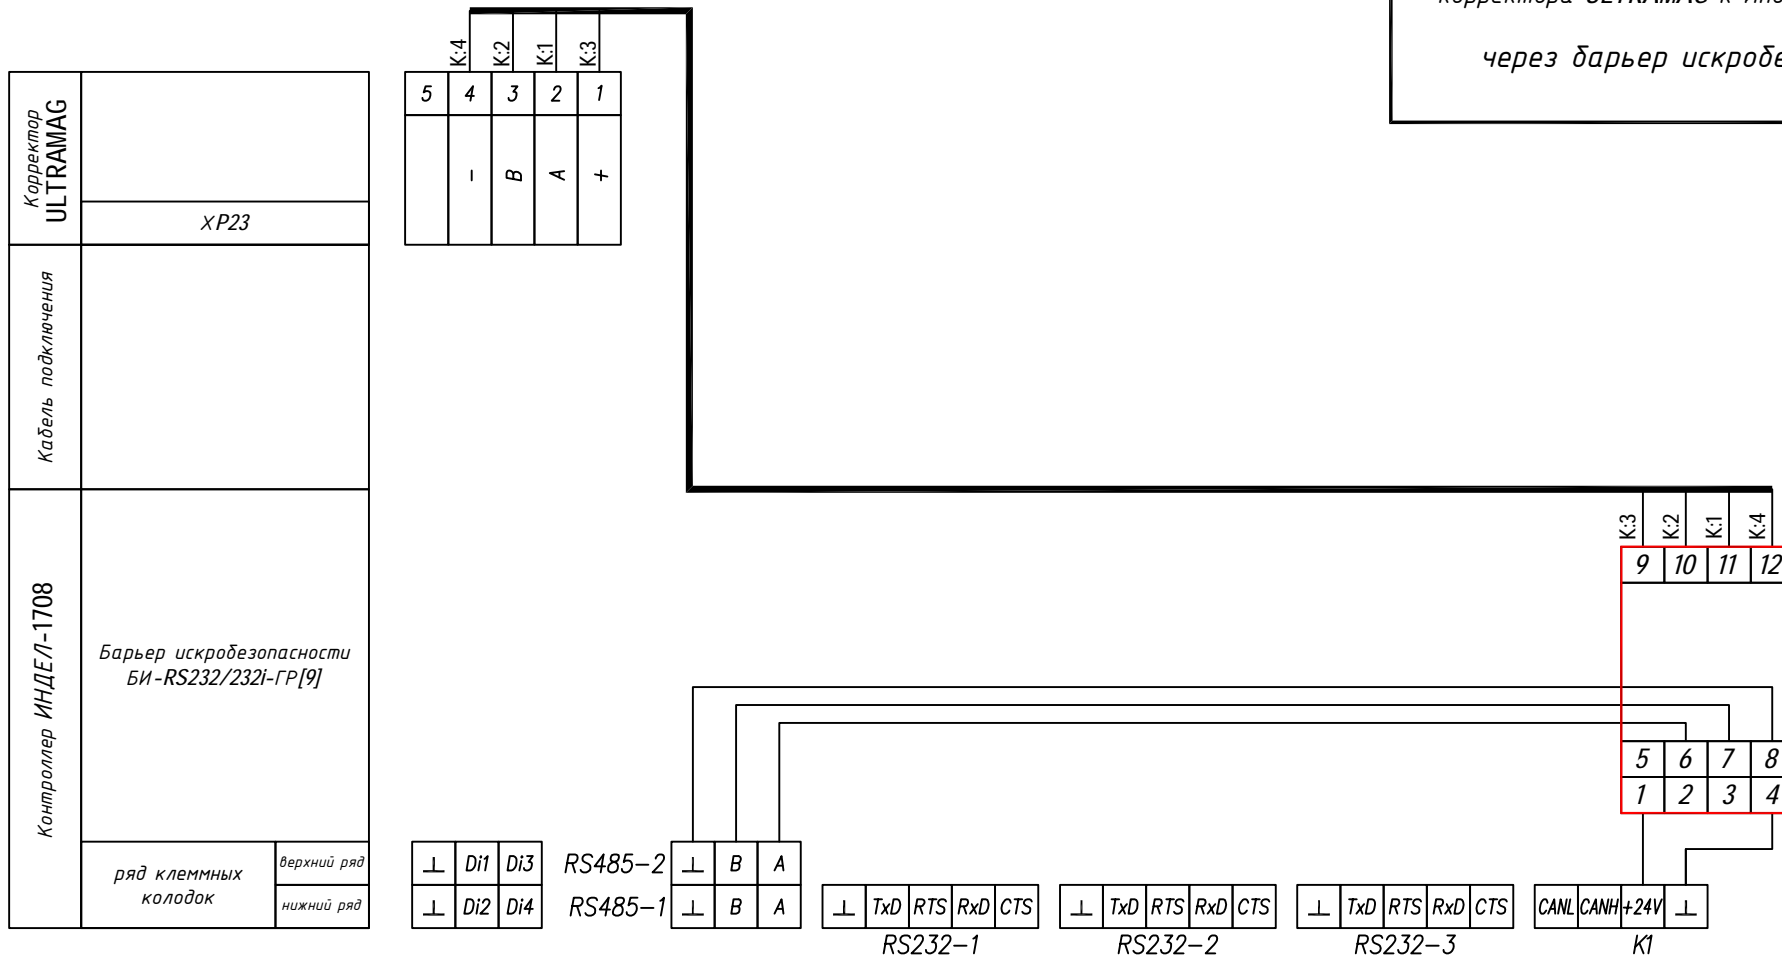 корректора ULTRAMAG к
через барьер
K:4 K:2 K:1 K:3
5 4 3 2 1
- B A +
Корректор
ULTRAMAG
XP23
Кабель подключения
K:3 K:2 K:1 K:4
9 10 11 12
Контроллер ИНДЕЛ-1708
Барьер искробезопасности
БИ-RS232/232i-ГР[9]
5 6 7 8
1 2 3 4
ряд клеммных
колодок
верхний ряд
нижний ряд
⊥ Di1 Di3 RS485-2 ⊥ B A
⊥ Di2 Di4 RS485-1 ⊥ B A
⊥ TxD RTS RxD CTS
⊥ TxD RTS RxD CTS
⊥ TxD RTS RxD CTS
CANL CANH +24V ⊥
RS232-1 RS232-2 RS232-3 K1